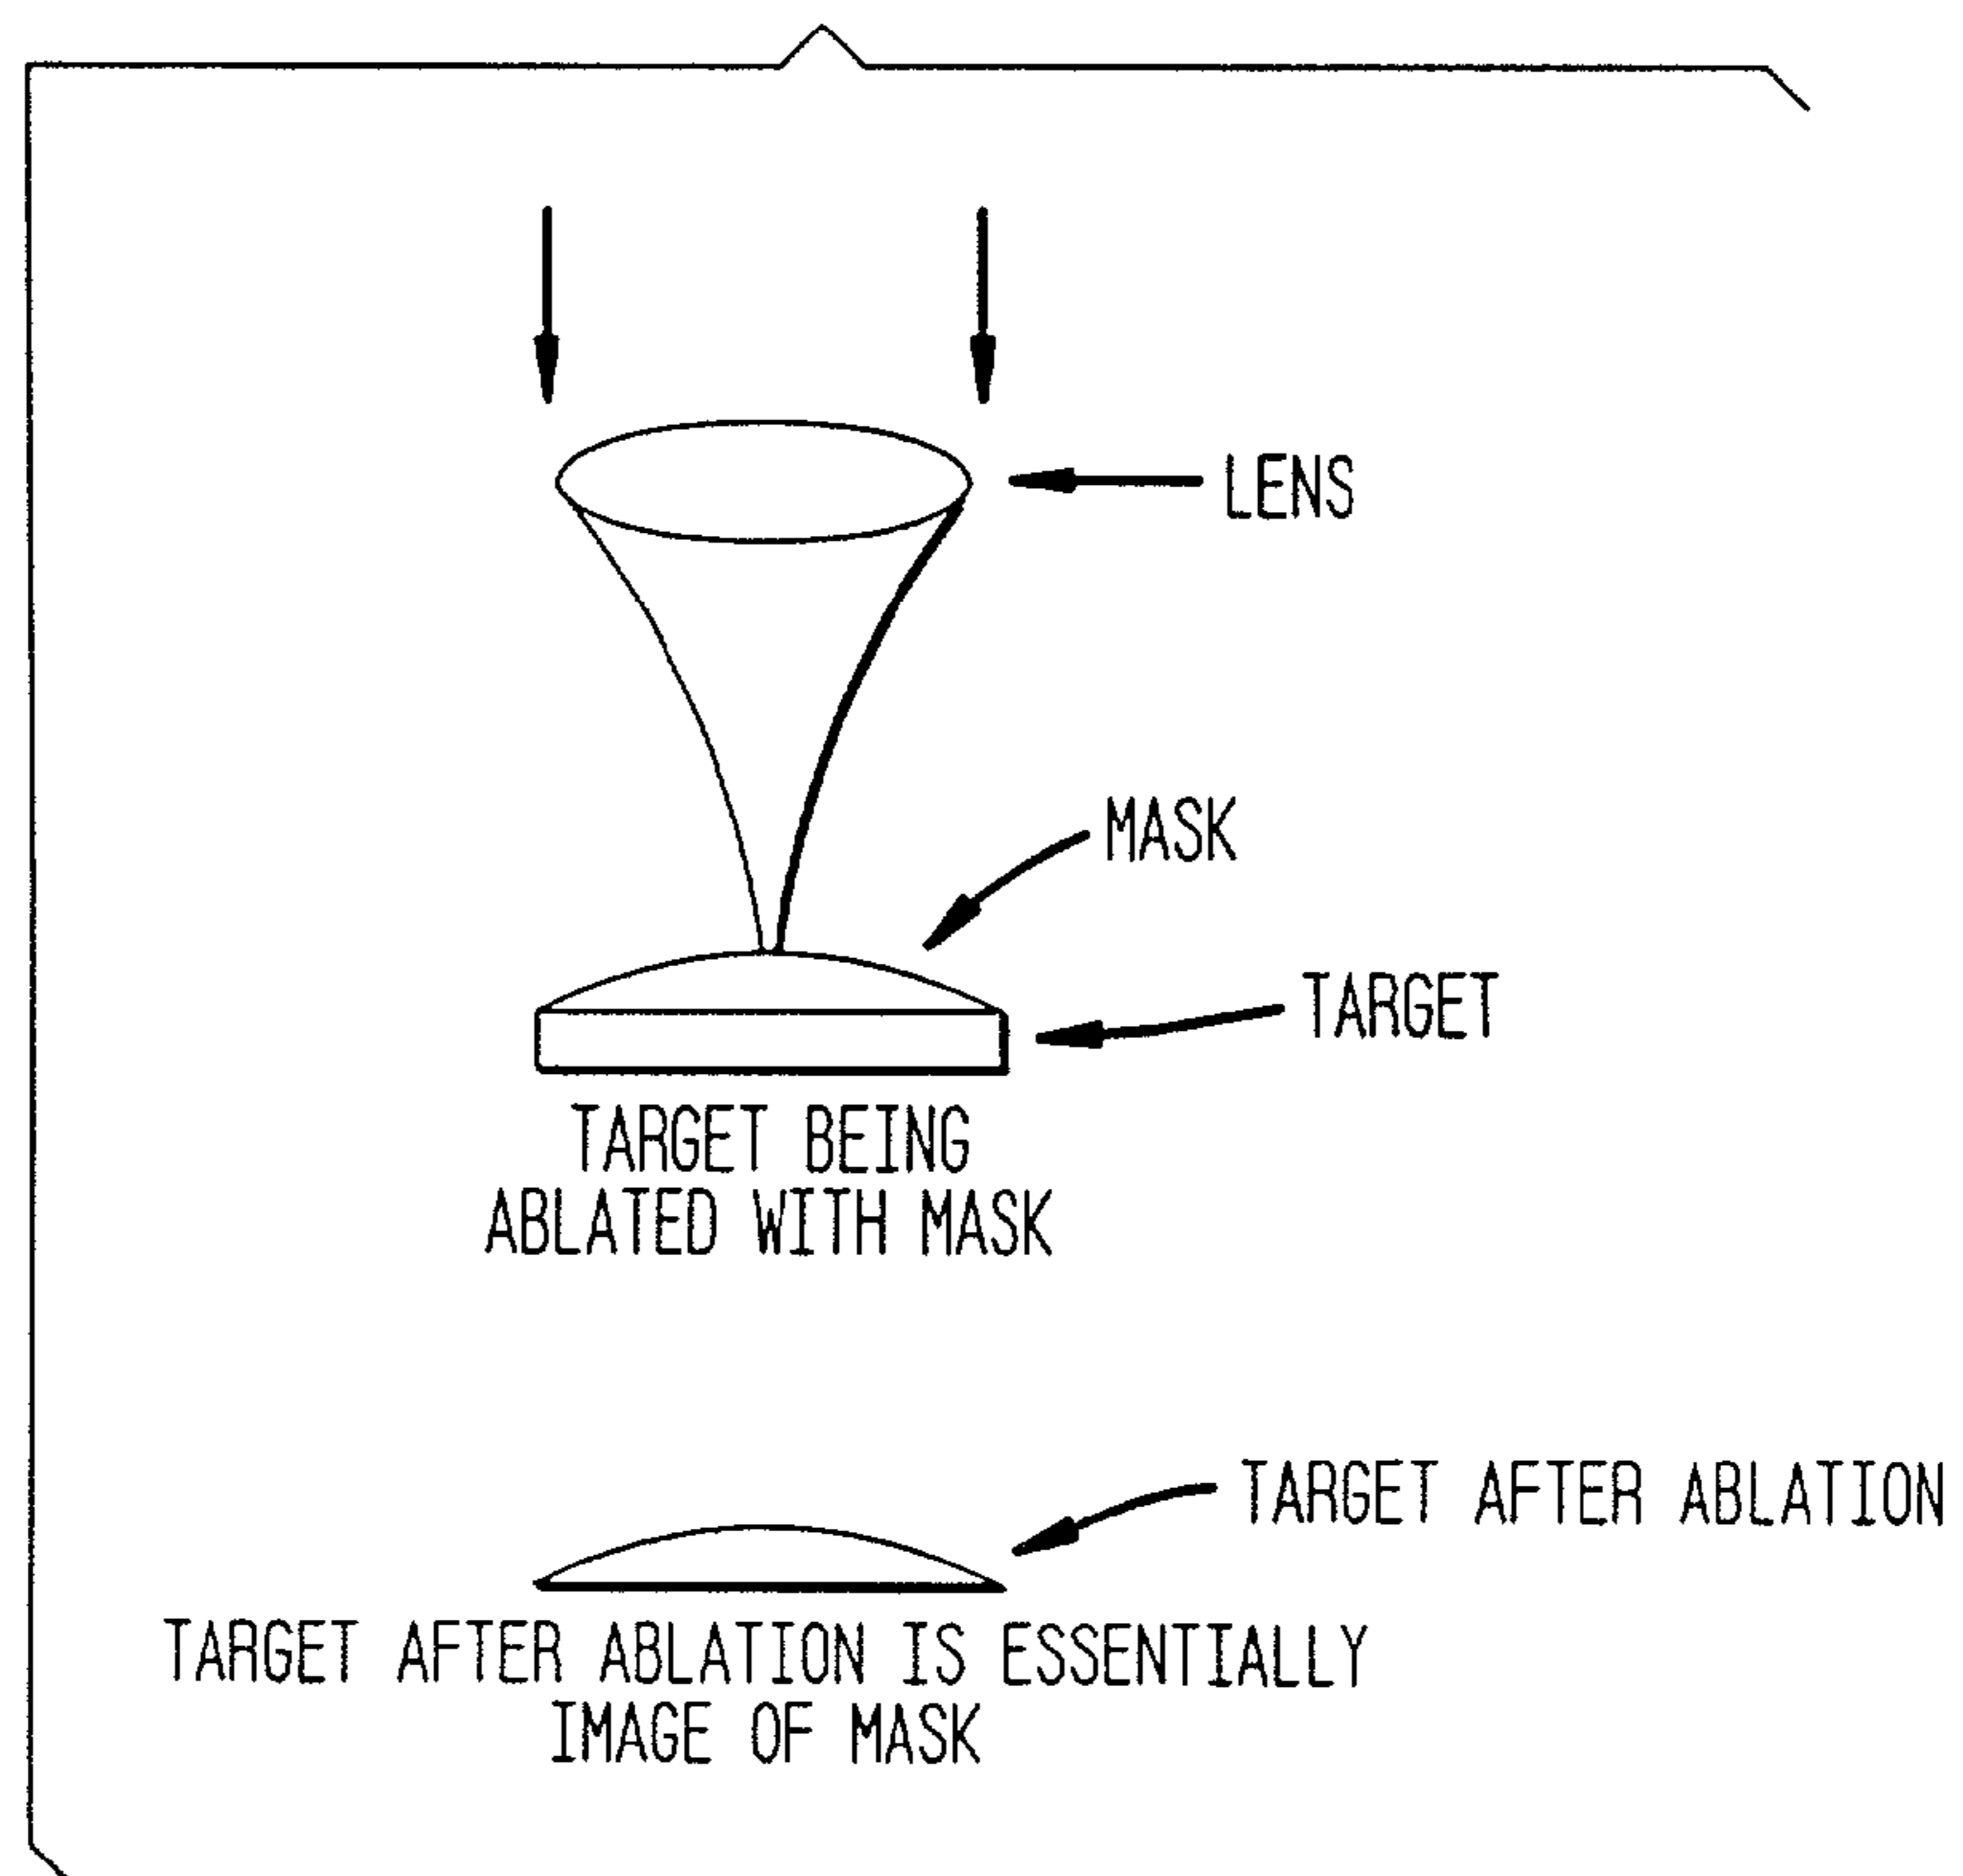 LENS
MASK
TARGET
TARGET BEING
ABLATED WITH MASK
TARGET AFTER ABLATION
TARGET AFTER ABLATION IS ESSENTIALLY
IMAGE OF MASK